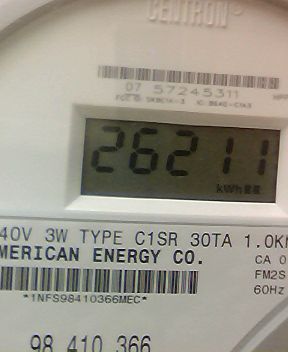 CENTRON®
07 57245311
26211
kWh
40V 3W TYPE C1SR 30TA 1.0K
MERICAN ENERGY CO.
CA 0
FM2S
60Hz
*1NFS98410366MEC*
98 410 366